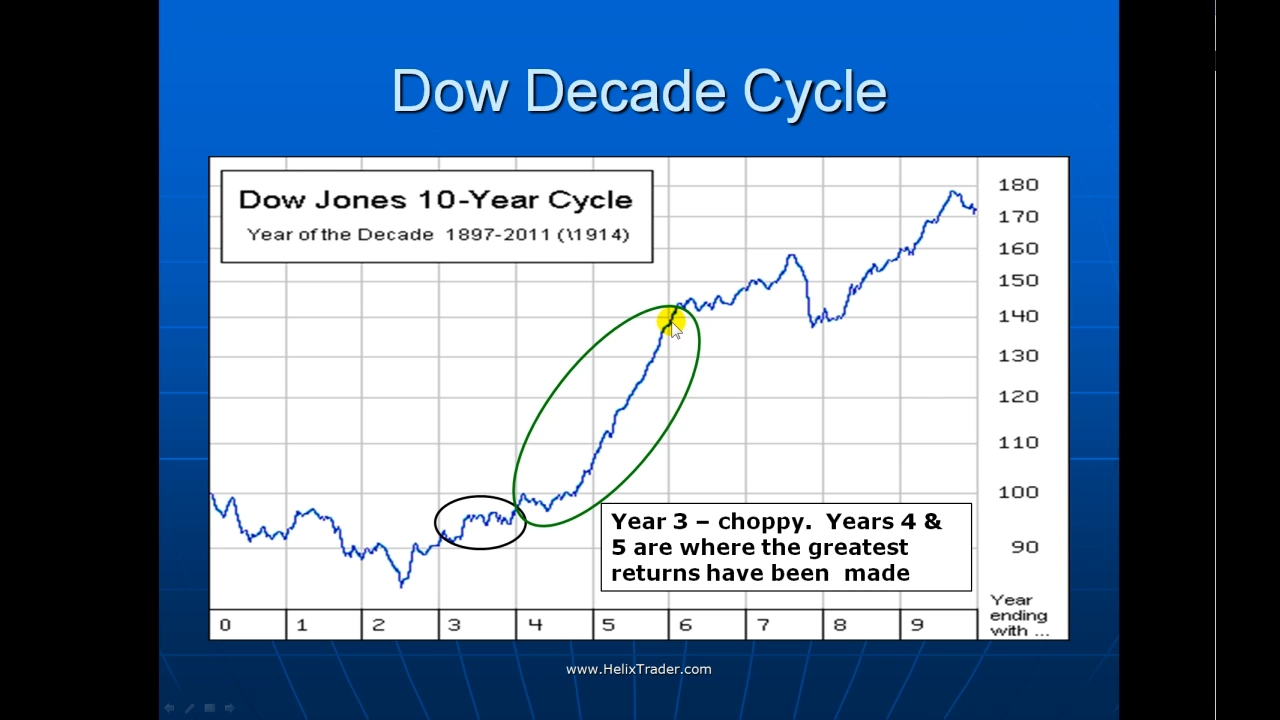 Dow Decade Cycle
Dow Jones 10-Year Cycle
Year of the Decade 1897-2011 (\1914)
180
170
160
150
140
130
120
110
100
90
Year 3 – choppy. Years 4 &
5 are where the greatest
returns have been made
Year
ending
with ...
0 1 2 3 4 5 6 7 8 9
www.HelixTrader.com